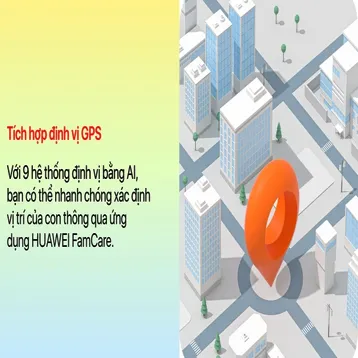 Tích hợp định vị GPS
Với 9 hệ thống định vị bằng AI,
bạn có thể nhanh chóng xác định
vị trí của con thông qua ứng
dụng HUAWEI FamCare.